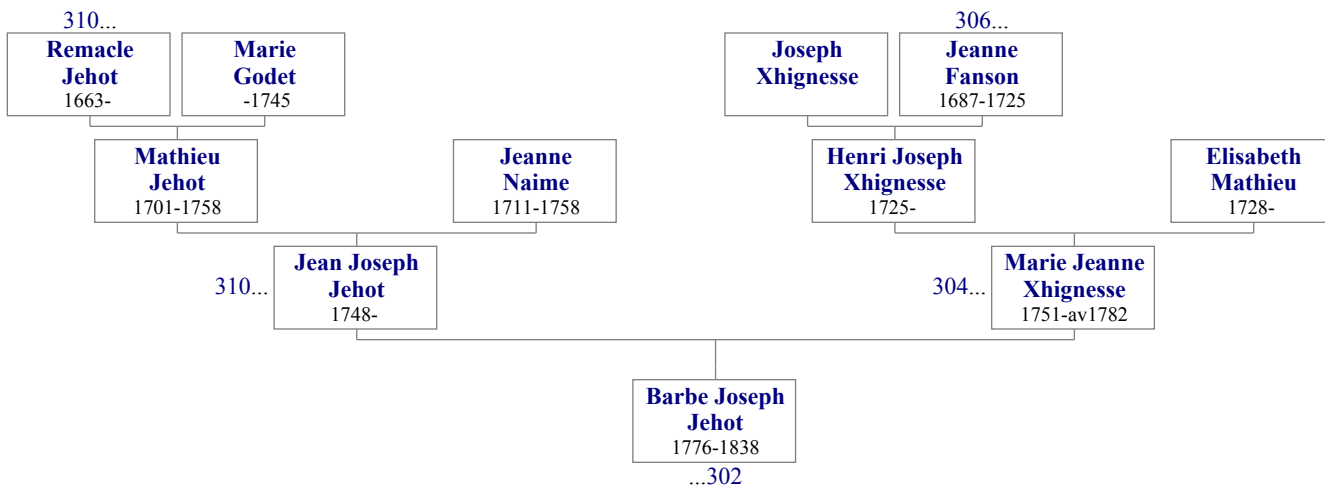 310...
Remacle
Jehot
1663-
Marie
Godet
-1745
Joseph
Xhignesse
306...
Jeanne
Fanson
1687-1725
Mathieu
Jehot
1701-1758
Jeanne
Naime
1711-1758
Henri Joseph
Xhignesse
1725-
Elisabeth
Mathieu
1728-
310...
Jean Joseph
Jehot
1748-
304...
Marie Jeanne
Xhignesse
1751-av1782
Barbe Joseph
Jehot
1776-1838
...302